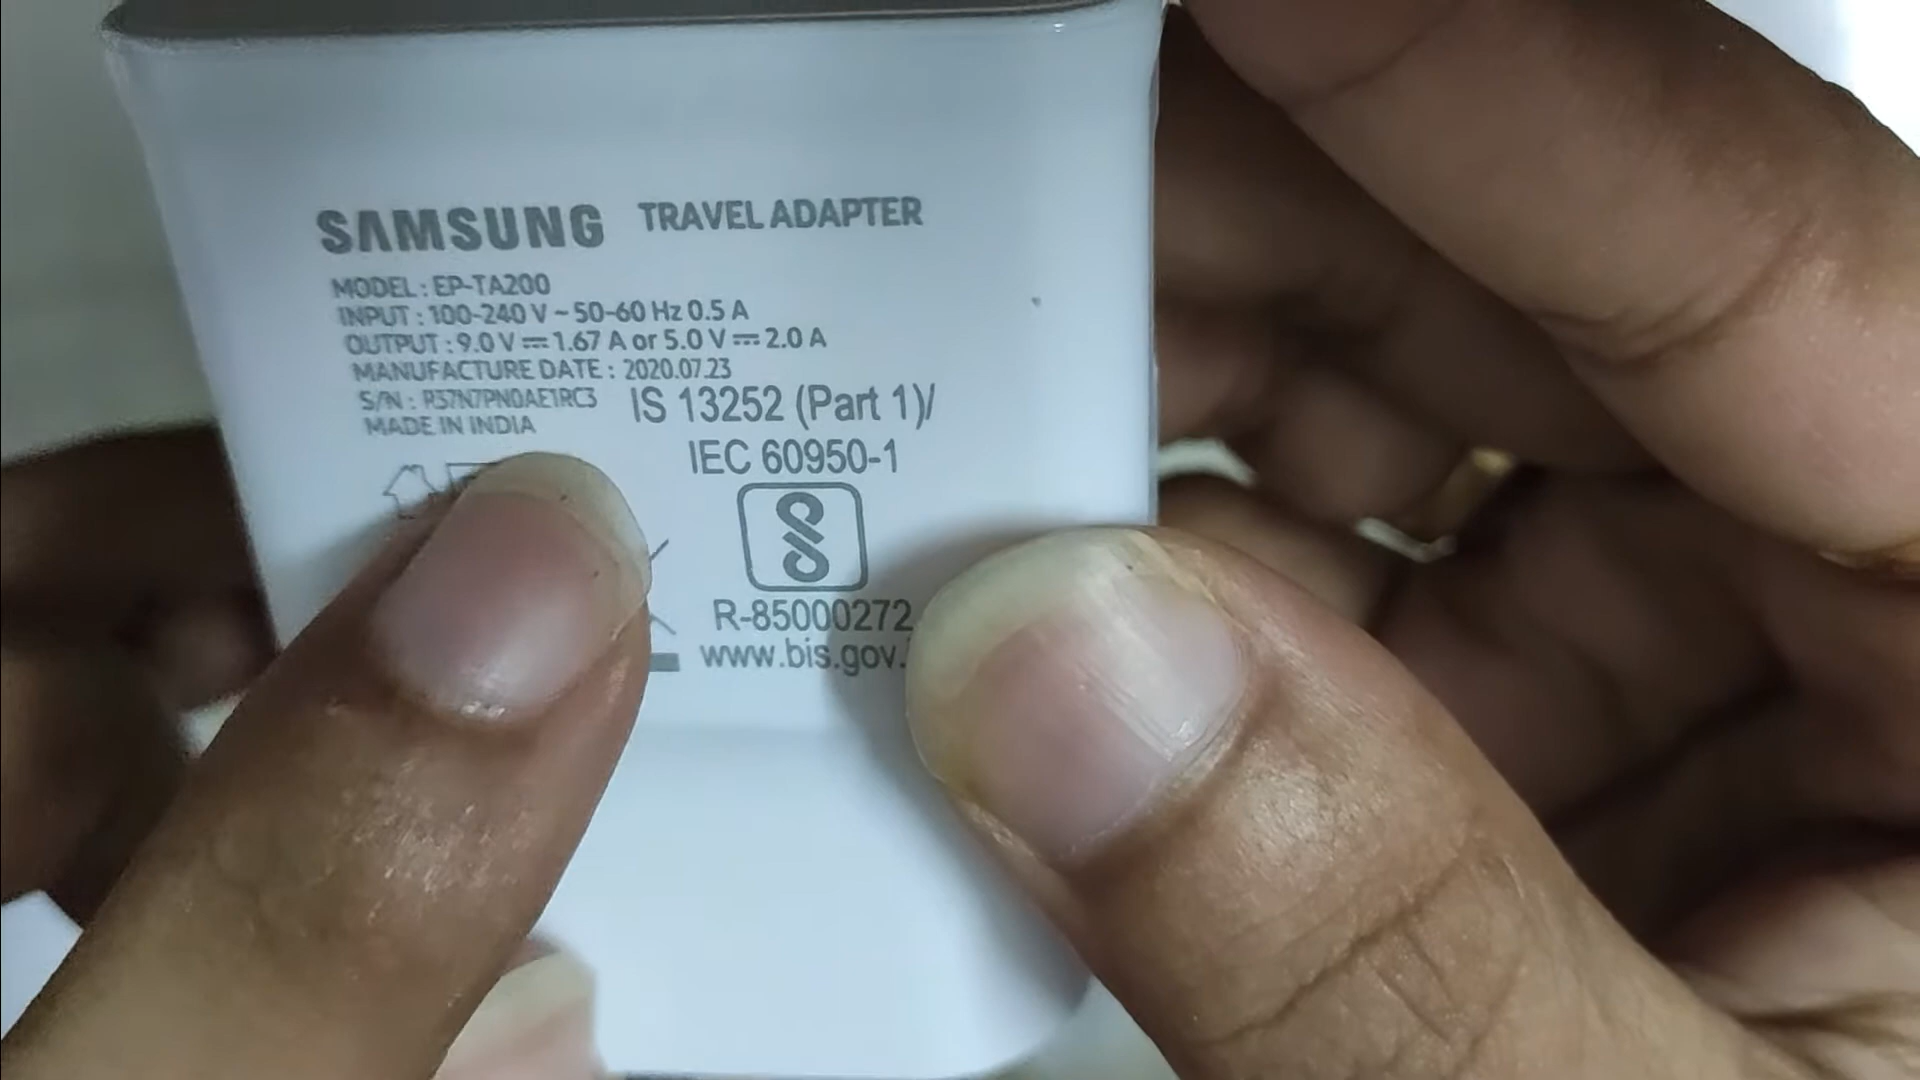 SAMSUNG TRAVEL ADAPTER
MODEL : EP-TA200
INPUT : 100-240 V ~ 50-60 Hz 0.5 A
OUTPUT : 9.0 V ⎓ 1.67 A or 5.0 V ⎓ 2.0 A
MANUFACTURE DATE : 2020.07.23
S/N : R37N7PN0AE1RC3
MADE IN INDIA
IS 13252 (Part 1)/
IEC 60950-1
R-85000272
www.bis.gov.